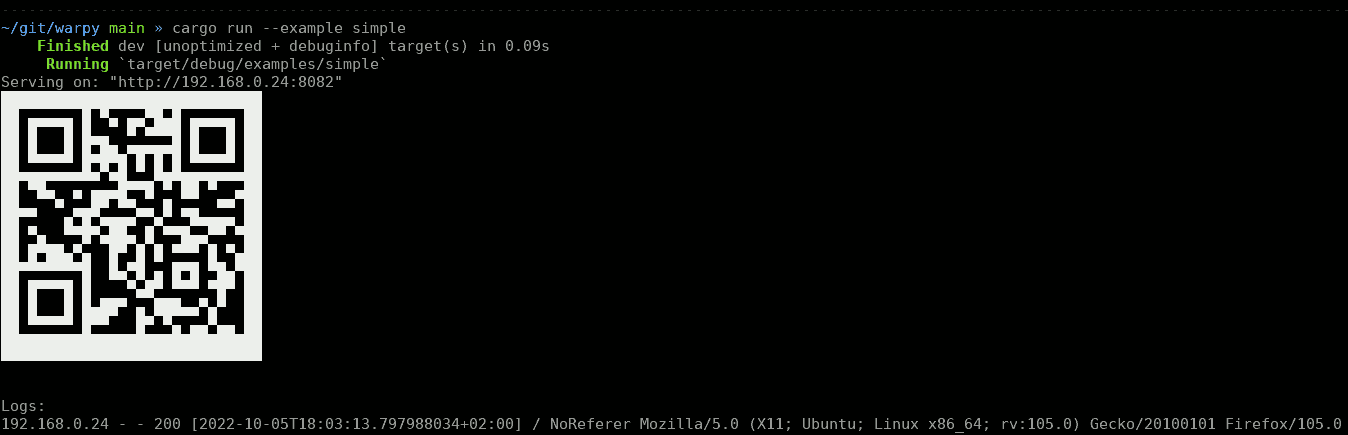 ~/git/warpy main » cargo run --example simple
Finished dev [unoptimized + debuginfo] target(s) in 0.09s
Running `target/debug/examples/simple`
Serving on: "http://192.168.0.24:8082"
Logs:
192.168.0.24 - - 200 [2022-10-05T18:03:13.797988034+02:00] / NoReferer Mozilla/5.0 (X11; Ubuntu; Linux x86_64; rv:105.0) Gecko/20100101 Firefox/105.0